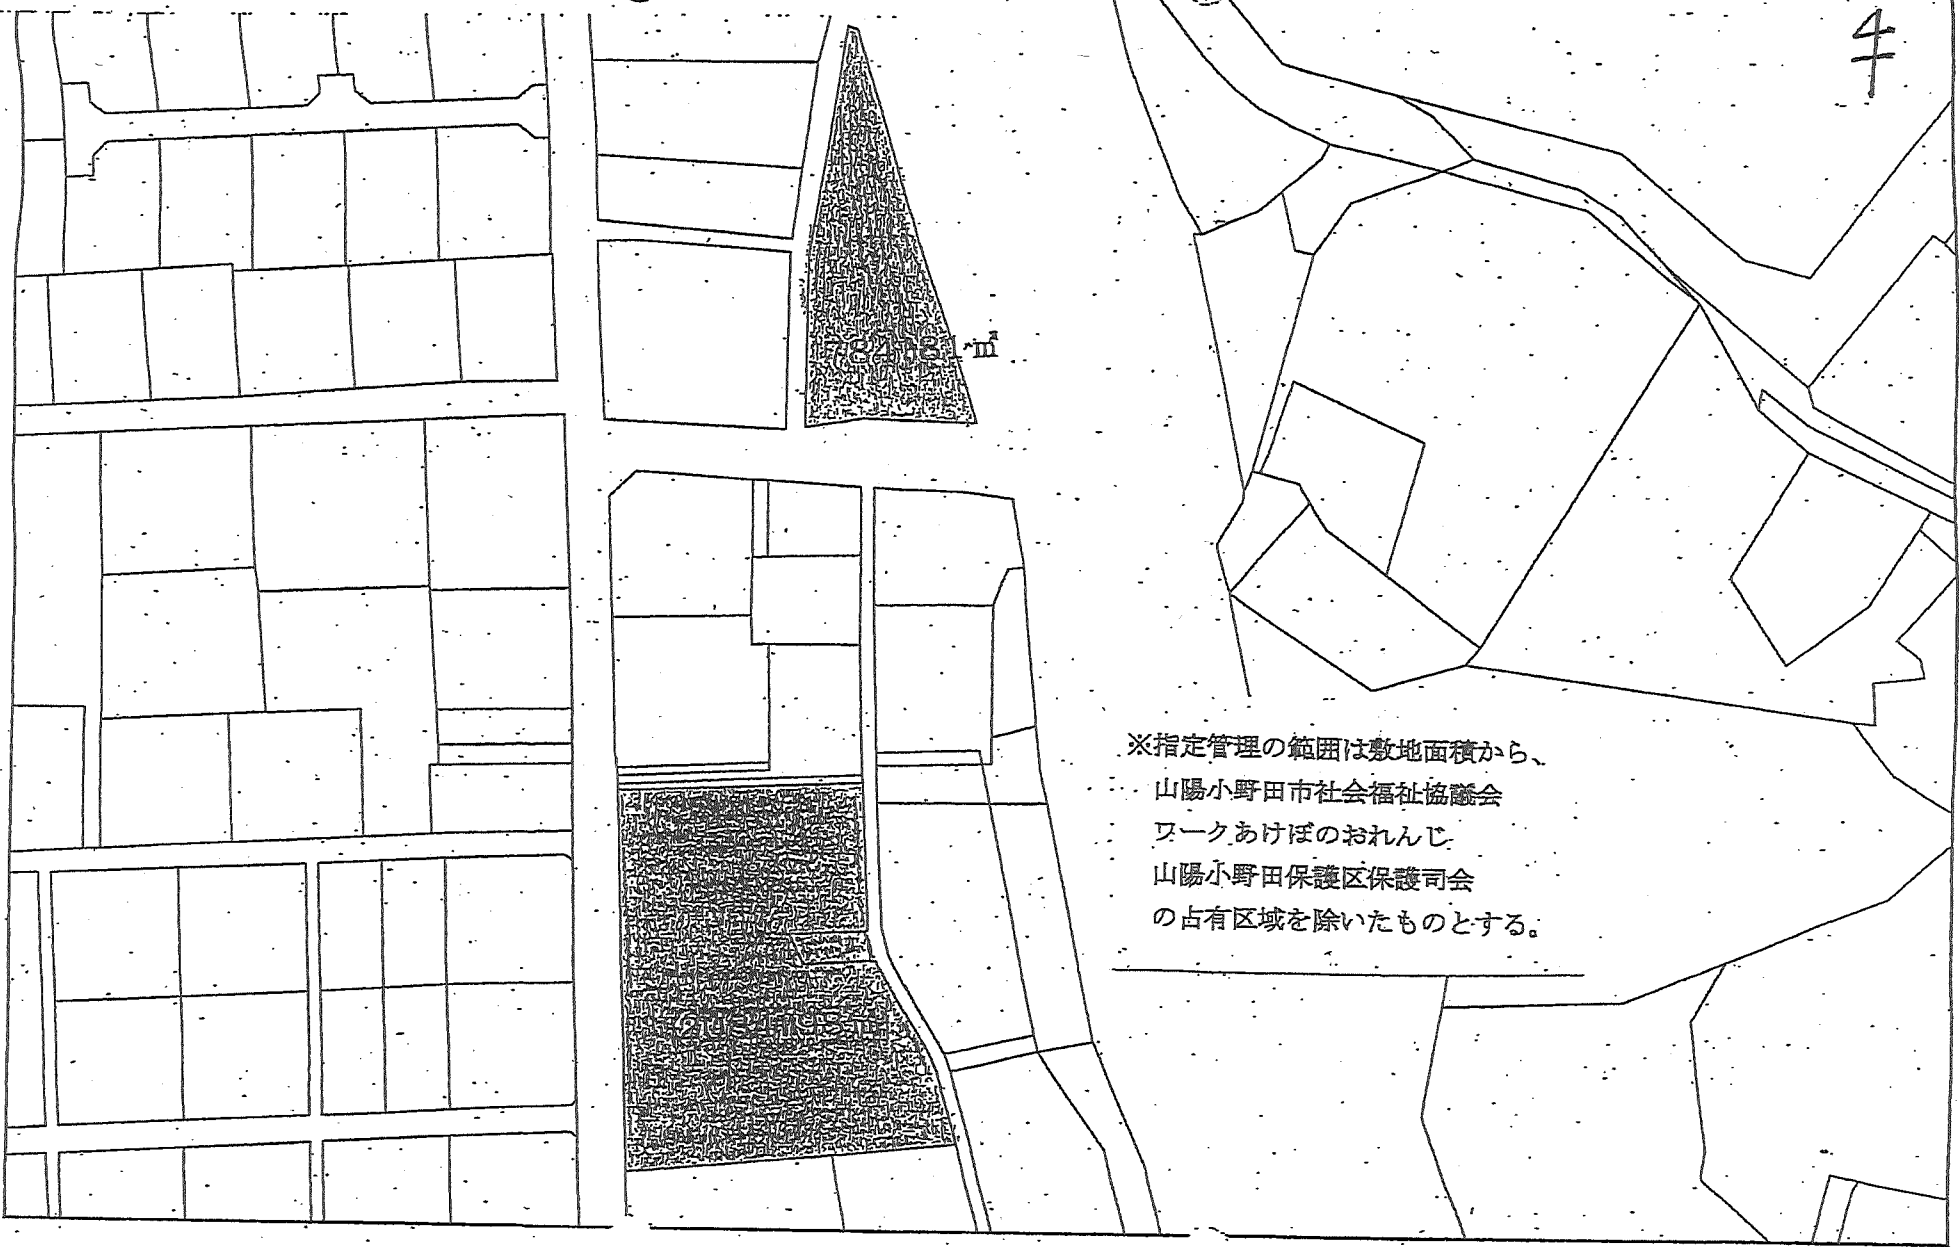 ㎡
※指定管理の範囲は敷地面積から、
山陽小野田市社会福祉協議会
ワークあけぼのおれんじ
山陽小野田保護区保護司会
の占有区域を除いたものとする。